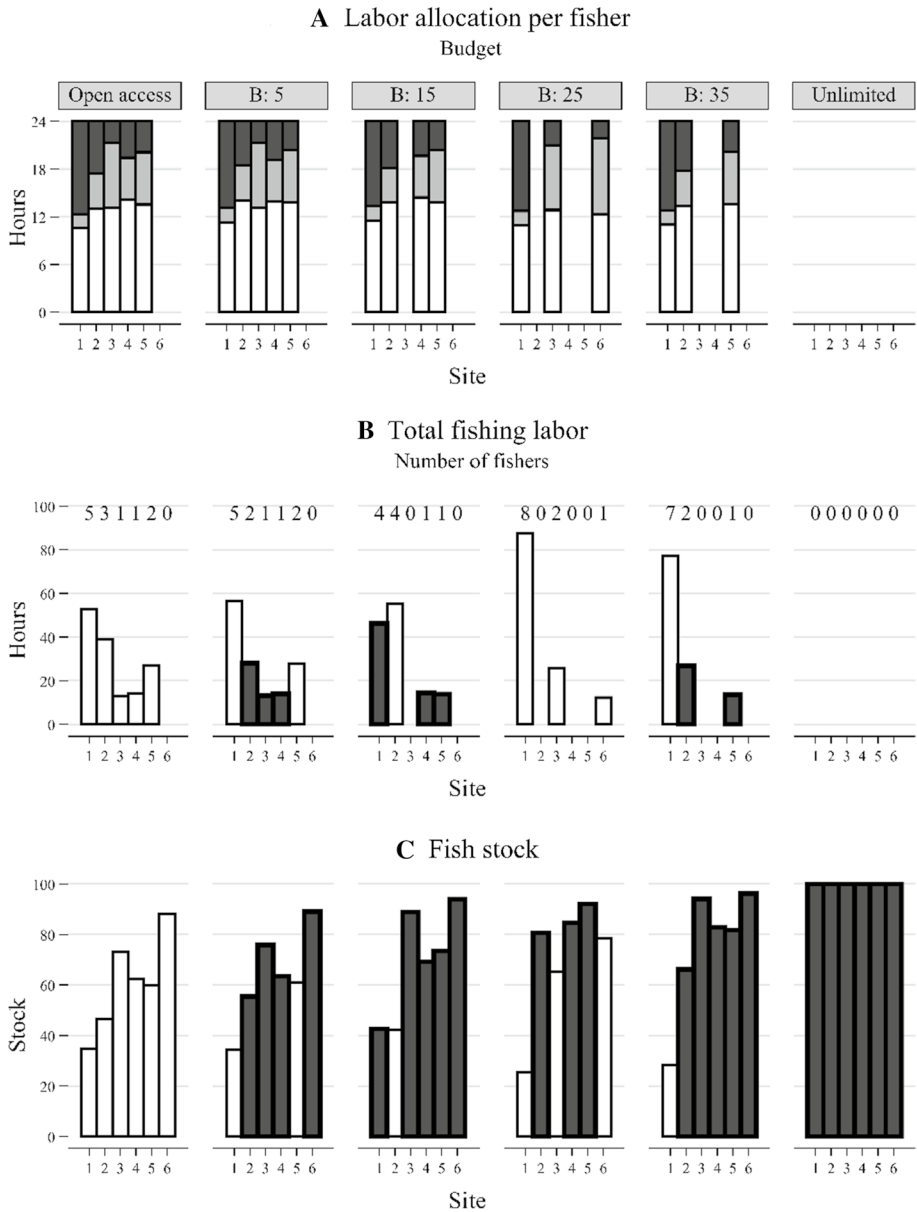 A Labor allocation per fisher
Budget
Open access B: 5 B: 15 B: 25 B: 35 Unlimited
24
18
12
6
0
Hours
1 2 3 4 5 6 1 2 3 4 5 6 1 2 3 4 5 6 1 2 3 4 5 6 1 2 3 4 5 6 1 2 3 4 5 6
Site
B Total fishing labor
Number of fishers
100
5 3 1 1 2 0 5 2 1 1 2 0 4 4 0 1 1 0 8 0 2 0 0 1 7 2 0 0 1 0 0 0 0 0 0 0
80
60
40
20
0
Hours
1 2 3 4 5 6 1 2 3 4 5 6 1 2 3 4 5 6 1 2 3 4 5 6 1 2 3 4 5 6 1 2 3 4 5 6
Site
C Fish stock
100
80
60
40
20
0
Stock
1 2 3 4 5 6 1 2 3 4 5 6 1 2 3 4 5 6 1 2 3 4 5 6 1 2 3 4 5 6 1 2 3 4 5 6
Site